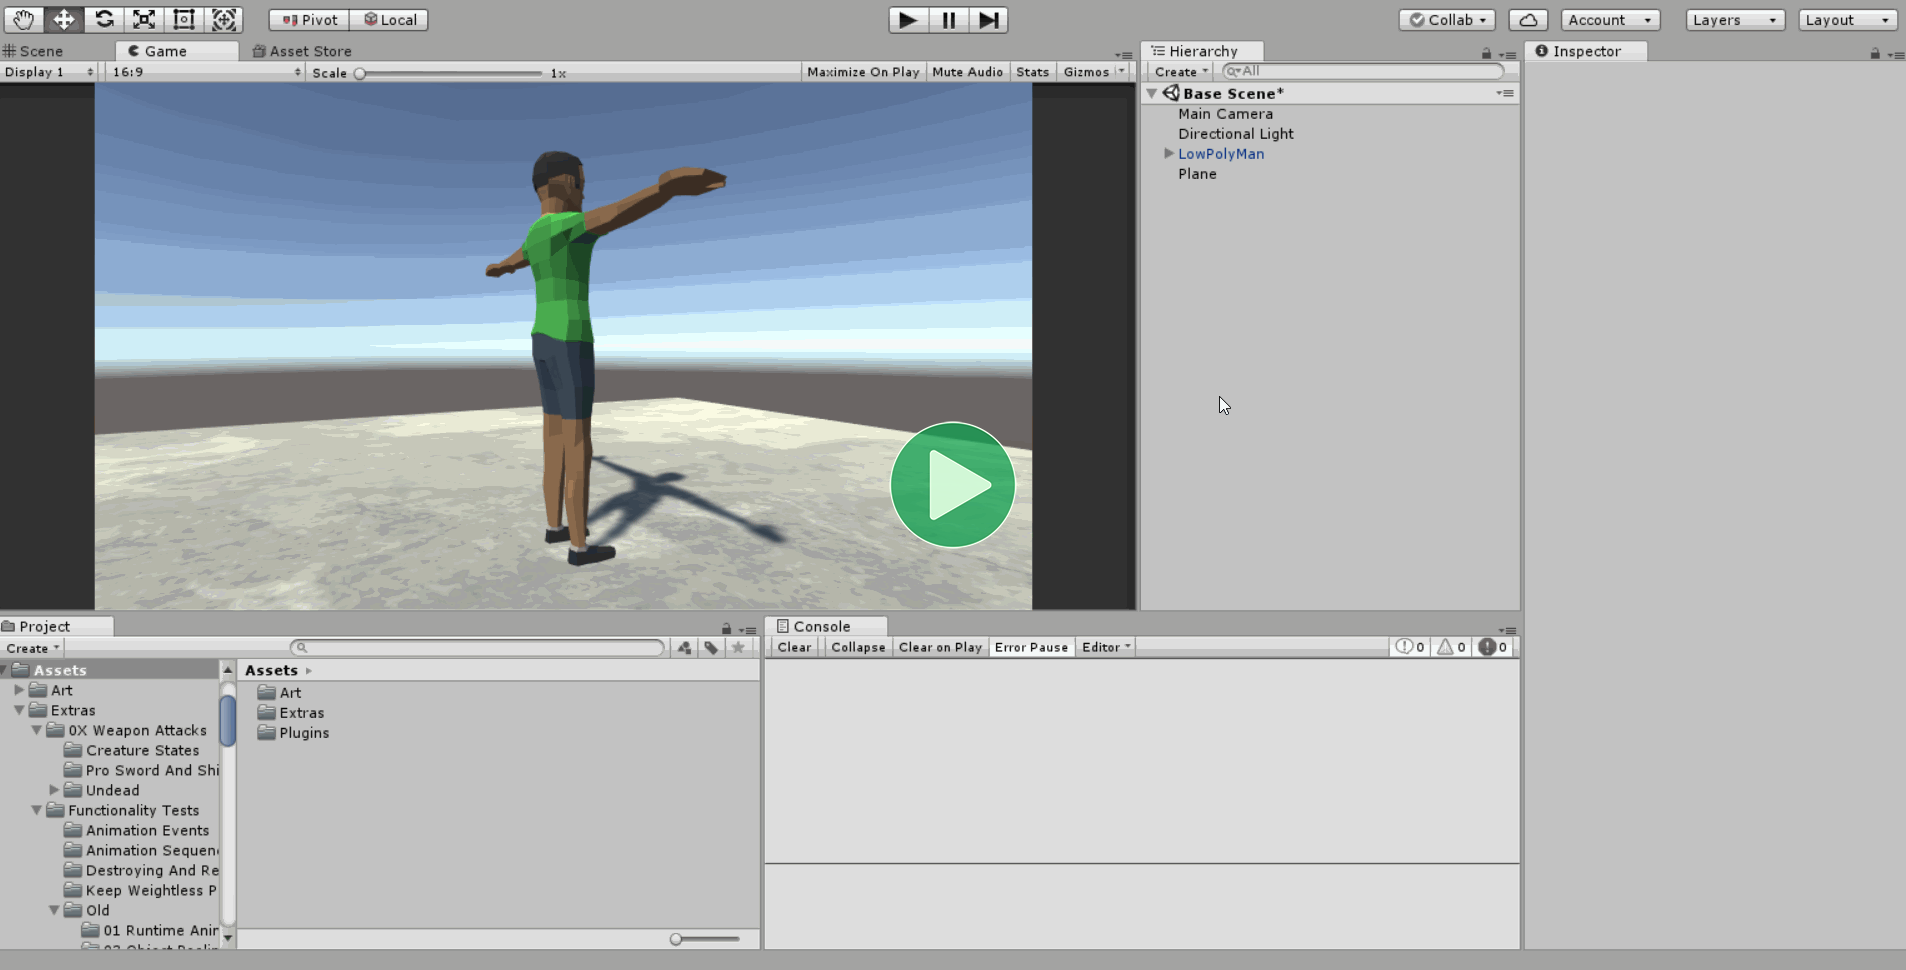 Pivot Local Collab Account Layers Layout
Scene Game Asset Store
Display 1 16:9 Scale 1x Maximize On Play Mute Audio Stats Gizmos
Hierarchy
Create All
Base Scene*
Main Camera
Directional Light
LowPolyMan
Plane
Inspector
Project
Create
Assets
Art
Extras
0X Weapon Attacks
Creature States
Pro Sword And Shi
Undead
Functionality Tests
Animation Events
Animation Sequen
Destroying And Re
Keep Weightless P
Old
01 Runtime Anir
Assets
Art
Extras
Plugins
Console
Clear Collapse Clear on Play Error Pause Editor 0 0 0